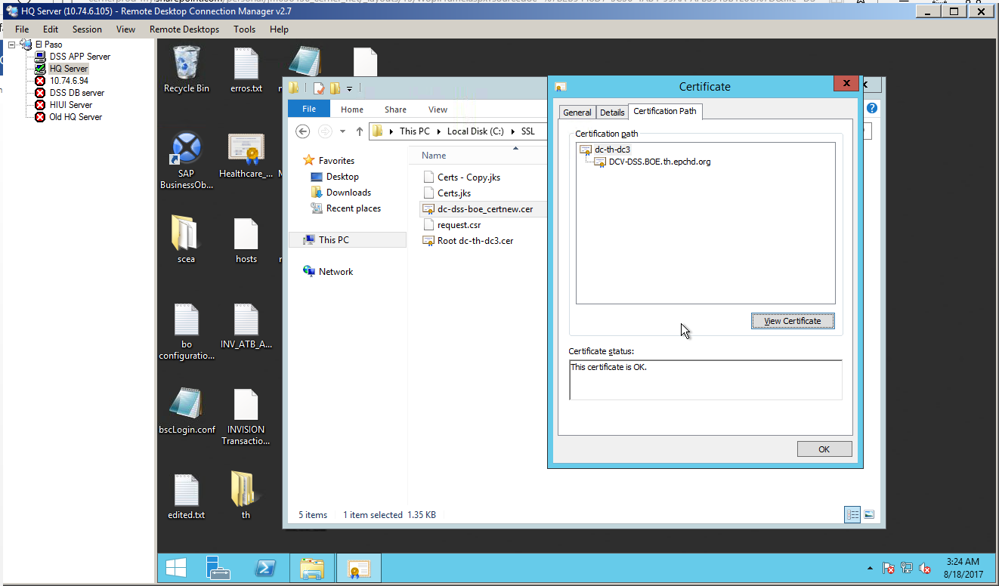 HQ Server (10.74.6.105) - Remote Desktop Connection Manager v2.7
File Edit Session View Remote Desktops Tools Help
El Paso
DSS APP Server
HQ Server
10.74.6.94
DSS DB server
HIUI Server
Old HQ Server
Recycle Bin
erros.txt
SAP
BusinessOb...
Healthcare_...
scea
hosts
bo
configuratio...
INV_ATB_A...
bscLogin.conf
INVISION
Transactio...
edited.txt
th
File Home Share View
This PC Local Disk (C:) SSL
Favorites
Desktop
Downloads
Recent places
This PC
Network
Name
Certs - Copy.jks
Certs.jks
dc-dss-boe_certnew.cer
request.csr
Root dc-th-dc3.cer
5 items 1 item selected 1.35 KB
Certificate
General Details Certification Path
Certification path
dc-th-dc3
DCV-DSS.BOE.th.epchd.org
View Certificate
Certificate status:
This certificate is OK.
OK
3:24 AM
8/18/2017